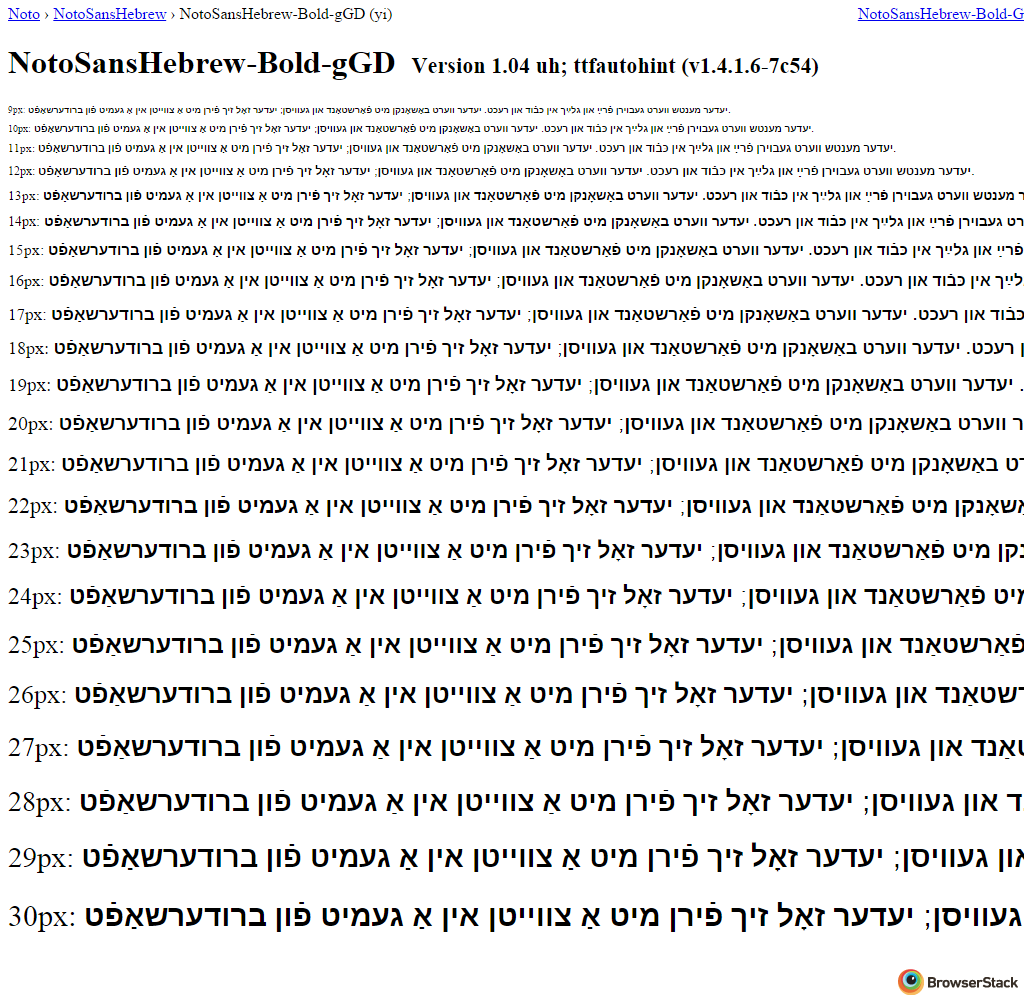 Noto › NotoSansHebrew › NotoSansHebrew-Bold-gGD (yi)
NotoSansHebrew-Bold-G
NotoSansHebrew-Bold-gGD Version 1.04 uh; ttfautohint (v1.4.1.6-7c54)
9px: יעדער מענטש ווערט געבוירן פֿרײַ און גלײַך אין כּבֿוד און רעכט. יעדער ווערט באַשאָנקן מיט פֿאַרשטאַנד און געוויסן; יעדער זאָל זיך פֿירן מיט אַ צווייטן אין אַ געמיט פֿון ברודערשאַפֿט.
10px: יעדער מענטש ווערט געבוירן פֿרײַ און גלײַך אין כּבֿוד און רעכט. יעדער ווערט באַשאָנקן מיט פֿאַרשטאַנד און געוויסן; יעדער זאָל זיך פֿירן מיט אַ צווייטן אין אַ געמיט פֿון ברודערשאַפֿט.
11px: יעדער מענטש ווערט געבוירן פֿרײַ און גלײַך אין כּבֿוד און רעכט. יעדער ווערט באַשאָנקן מיט פֿאַרשטאַנד און געוויסן; יעדער זאָל זיך פֿירן מיט אַ צווייטן אין אַ געמיט פֿון ברודערשאַפֿט.
12px: יעדער מענטש ווערט געבוירן פֿרײַ און גלײַך אין כּבֿוד און רעכט. יעדער ווערט באַשאָנקן מיט פֿאַרשטאַנד און געוויסן; יעדער זאָל זיך פֿירן מיט אַ צווייטן אין אַ געמיט פֿון ברודערשאַפֿט.
13px: מענטש ווערט געבוירן פֿרײַ און גלײַך אין כּבֿוד און רעכט. יעדער ווערט באַשאָנקן מיט פֿאַרשטאַנד און געוויסן; יעדער זאָל זיך פֿירן מיט אַ צווייטן אין אַ געמיט פֿון ברודערשאַפֿט
14px: געבוירן פֿרײַ און גלײַך אין כּבֿוד און רעכט. יעדער ווערט באַשאָנקן מיט פֿאַרשטאַנד און געוויסן; יעדער זאָל זיך פֿירן מיט אַ צווייטן אין אַ געמיט פֿון ברודערשאַפֿט
15px: פֿרײַ און גלײַך אין כּבֿוד און רעכט. יעדער ווערט באַשאָנקן מיט פֿאַרשטאַנד און געוויסן; יעדער זאָל זיך פֿירן מיט אַ צווייטן אין אַ געמיט פֿון ברודערשאַפֿט
16px: אין כּבֿוד און רעכט. יעדער ווערט באַשאָנקן מיט פֿאַרשטאַנד און געוויסן; יעדער זאָל זיך פֿירן מיט אַ צווייטן אין אַ געמיט פֿון ברודערשאַפֿט
17px: כּבֿוד און רעכט. יעדער ווערט באַשאָנקן מיט פֿאַרשטאַנד און געוויסן; יעדער זאָל זיך פֿירן מיט אַ צווייטן אין אַ געמיט פֿון ברודערשאַפֿט
18px: רעכט. יעדער ווערט באַשאָנקן מיט פֿאַרשטאַנד און געוויסן; יעדער זאָל זיך פֿירן מיט אַ צווייטן אין אַ געמיט פֿון ברודערשאַפֿט
19px: . יעדער ווערט באַשאָנקן מיט פֿאַרשטאַנד און געוויסן; יעדער זאָל זיך פֿירן מיט אַ צווייטן אין אַ געמיט פֿון ברודערשאַפֿט
20px: ווערט באַשאָנקן מיט פֿאַרשטאַנד און געוויסן; יעדער זאָל זיך פֿירן מיט אַ צווייטן אין אַ געמיט פֿון ברודערשאַפֿט
21px: באַשאָנקן מיט פֿאַרשטאַנד און געוויסן; יעדער זאָל זיך פֿירן מיט אַ צווייטן אין אַ געמיט פֿון ברודערשאַפֿט
22px: שאָנקן מיט פֿאַרשטאַנד און געוויסן; יעדער זאָל זיך פֿירן מיט אַ צווייטן אין אַ געמיט פֿון ברודערשאַפֿט
23px: קן מיט פֿאַרשטאַנד און געוויסן; יעדער זאָל זיך פֿירן מיט אַ צווייטן אין אַ געמיט פֿון ברודערשאַפֿט
24px: מיט פֿאַרשטאַנד און געוויסן; יעדער זאָל זיך פֿירן מיט אַ צווייטן אין אַ געמיט פֿון ברודערשאַפֿט
25px: פֿאַרשטאַנד און געוויסן; יעדער זאָל זיך פֿירן מיט אַ צווייטן אין אַ געמיט פֿון ברודערשאַפֿט
26px: רשטאַנד און געוויסן; יעדער זאָל זיך פֿירן מיט אַ צווייטן אין אַ געמיט פֿון ברודערשאַפֿט
27px: אַנד און געוויסן; יעדער זאָל זיך פֿירן מיט אַ צווייטן אין אַ געמיט פֿון ברודערשאַפֿט
28px: ד און געוויסן; יעדער זאָל זיך פֿירן מיט אַ צווייטן אין אַ געמיט פֿון ברודערשאַפֿט
29px: און געוויסן; יעדער זאָל זיך פֿירן מיט אַ צווייטן אין אַ געמיט פֿון ברודערשאַפֿט
30px: געוויסן; יעדער זאָל זיך פֿירן מיט אַ צווייטן אין אַ געמיט פֿון ברודערשאַפֿט
BrowserStack